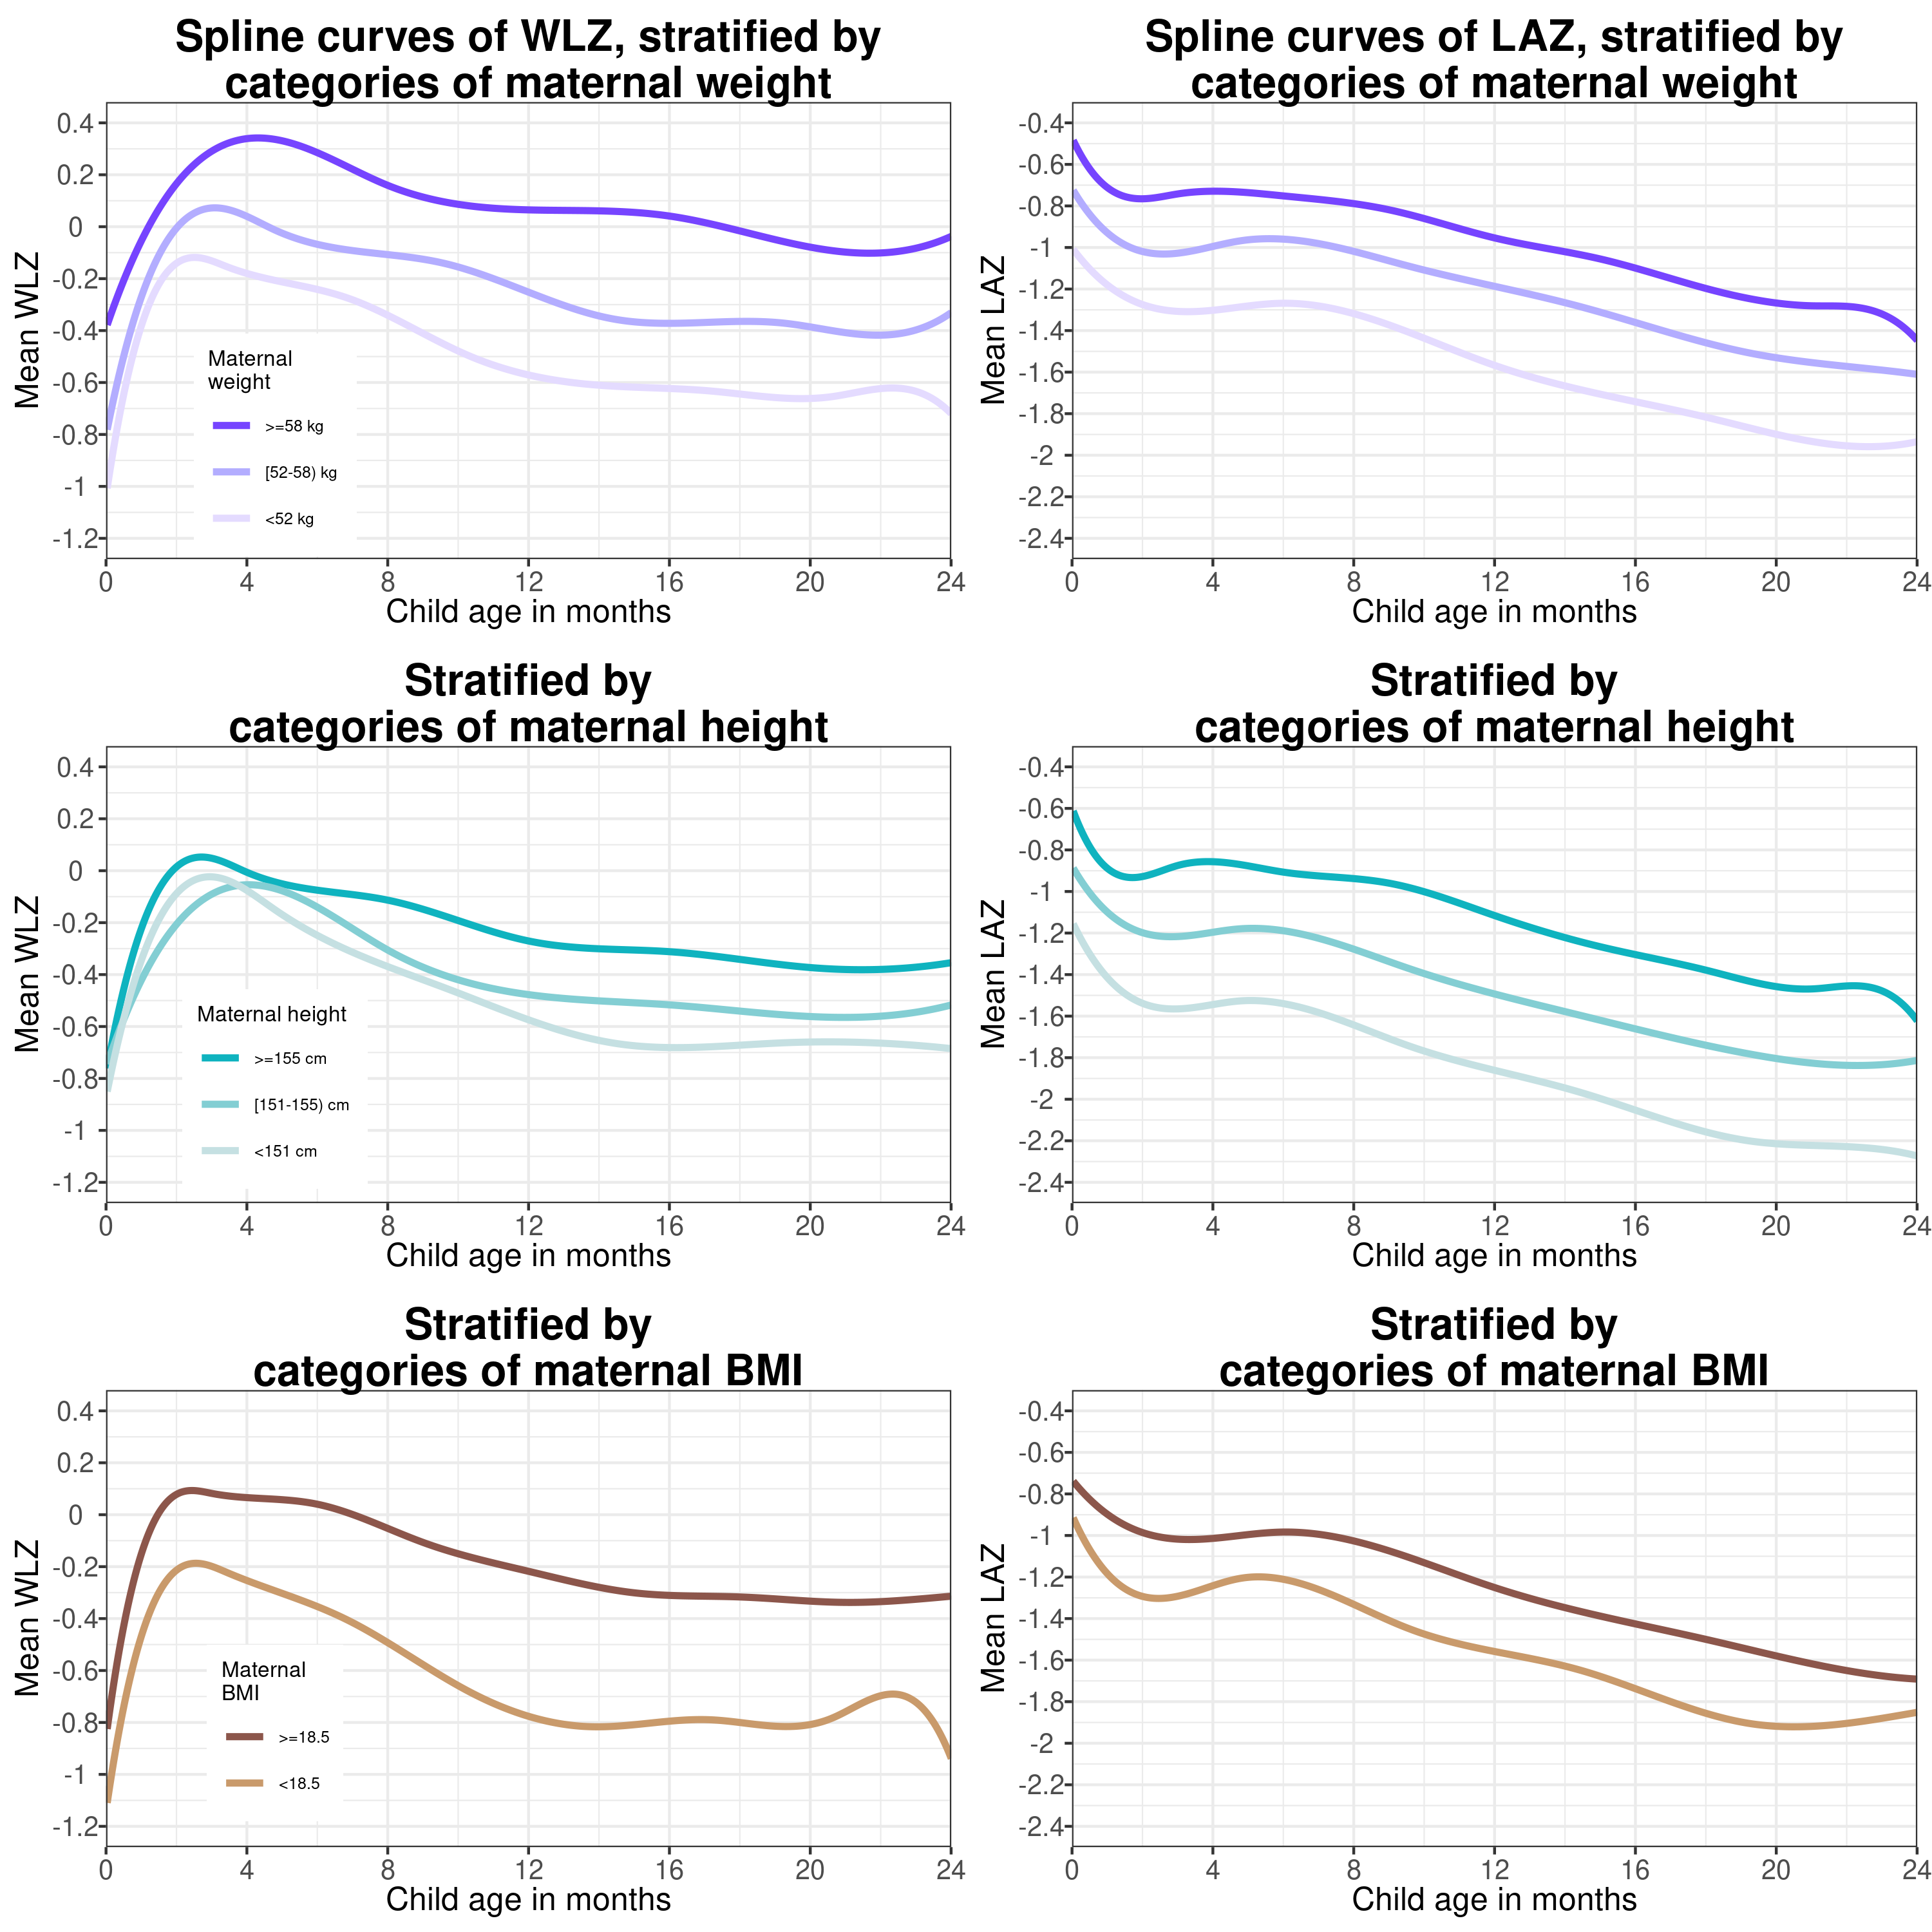 Spline curves of WLZ, stratified by
categories of maternal weight
Mean WLZ
0.4
0.2
0
-0.2
-0.4
-0.6
-0.8
-1
-1.2
Maternal
weight
>=58 kg
[52-58) kg
<52 kg
0 4 8 12 16 20 24
Child age in months
Spline curves of LAZ, stratified by
categories of maternal weight
Mean LAZ
-0.4
-0.6
-0.8
-1
-1.2
-1.4
-1.6
-1.8
-2
-2.2
-2.4
0 4 8 12 16 20 24
Child age in months
Stratified by
categories of maternal height
Mean WLZ
0.4
0.2
0
-0.2
-0.4
-0.6
-0.8
-1
-1.2
Maternal height
>=155 cm
[151-155) cm
<151 cm
0 4 8 12 16 20 24
Child age in months
Stratified by
categories of maternal height
Mean LAZ
-0.4
-0.6
-0.8
-1
-1.2
-1.4
-1.6
-1.8
-2
-2.2
-2.4
0 4 8 12 16 20 24
Child age in months
Stratified by
categories of maternal BMI
Mean WLZ
0.4
0.2
0
-0.2
-0.4
-0.6
-0.8
-1
-1.2
Maternal
BMI
>=18.5
<18.5
0 4 8 12 16 20 24
Child age in months
Stratified by
categories of maternal BMI
Mean LAZ
-0.4
-0.6
-0.8
-1
-1.2
-1.4
-1.6
-1.8
-2
-2.2
-2.4
0 4 8 12 16 20 24
Child age in months